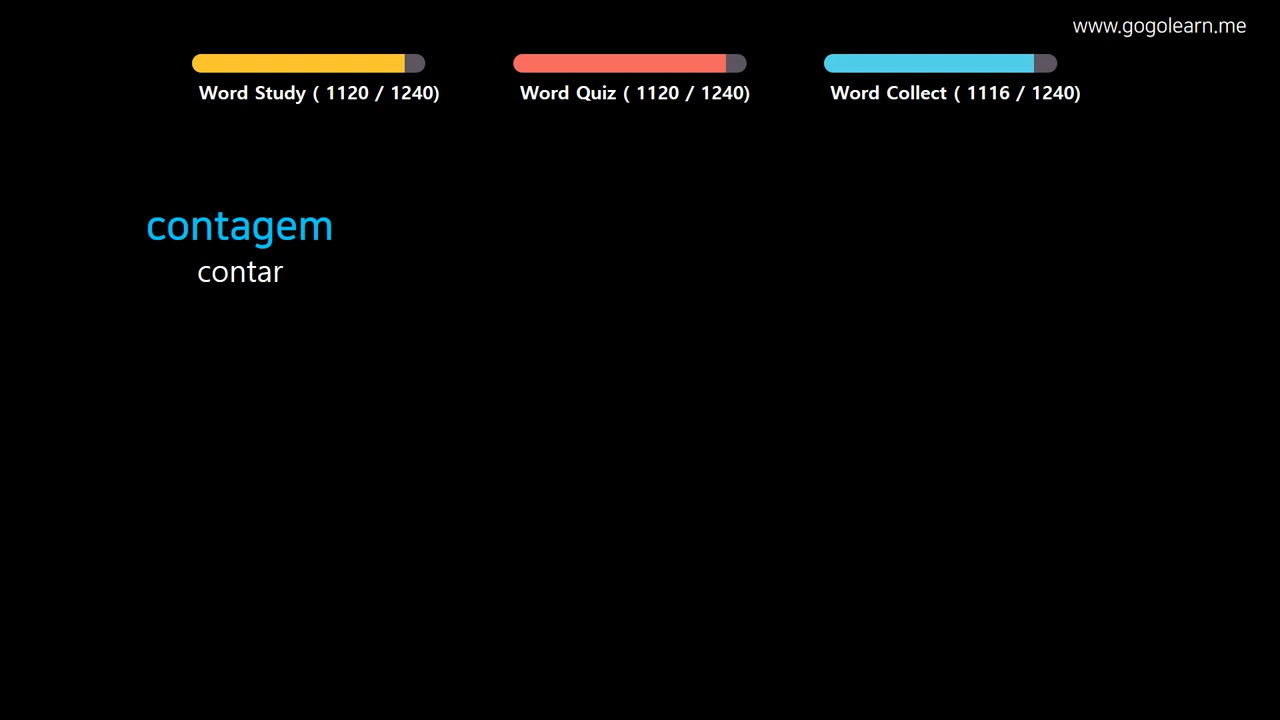 www.gogolearn.me
Word Study ( 1120 / 1240)
Word Quiz ( 1120 / 1240)
Word Collect ( 1116 / 1240)
contagem
contar